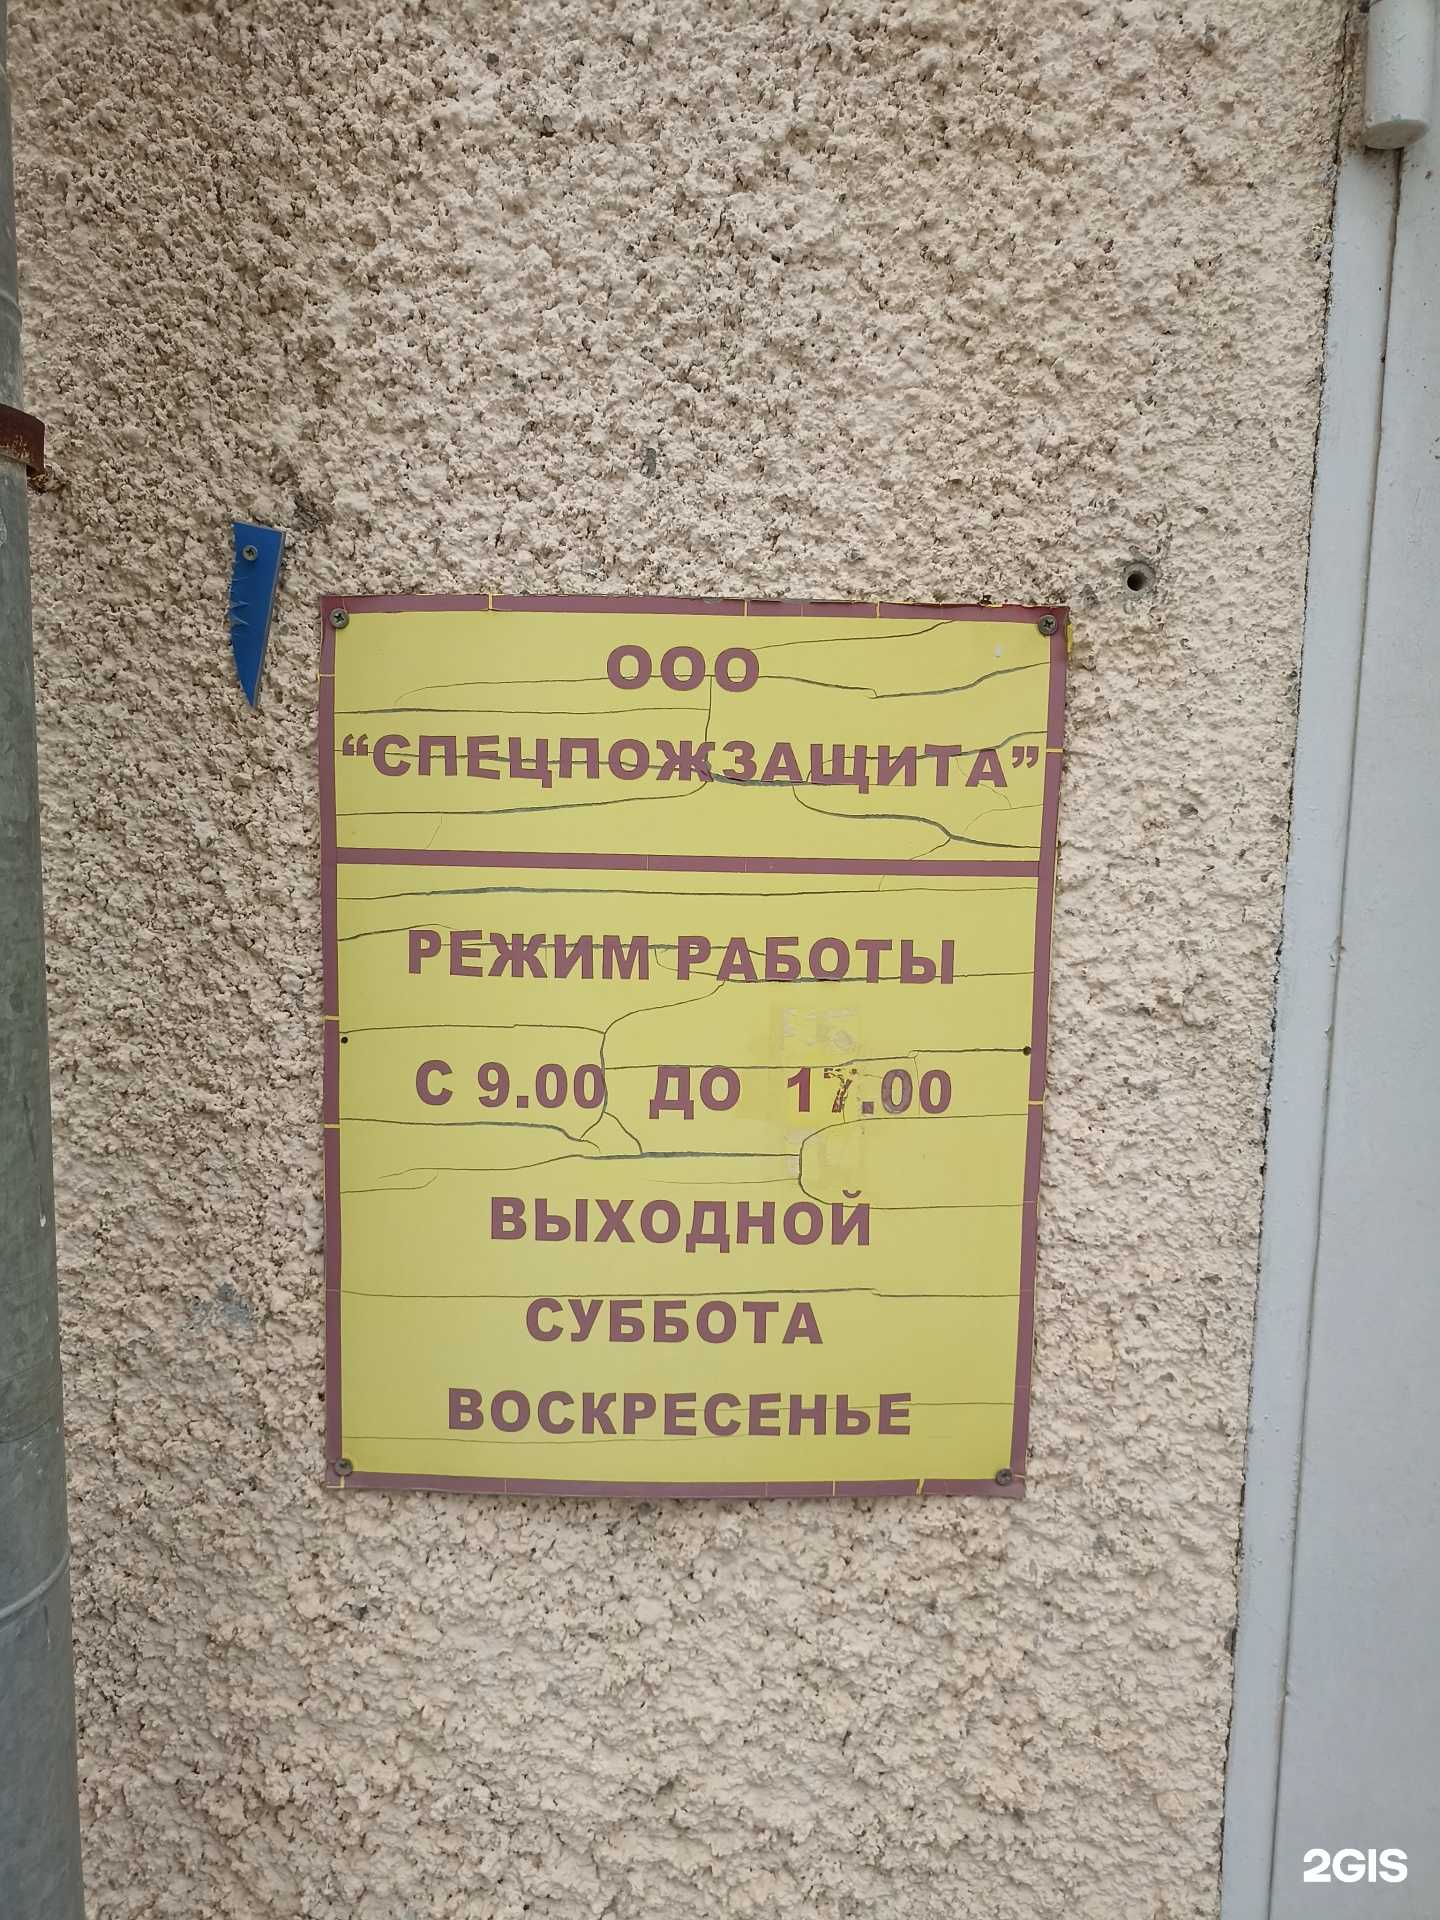 ООО
“СПЕЦПОЖЗАЩИТА”
РЕЖИМ РАБОТЫ
С 9.00 ДО 17.00
ВЫХОДНОЙ
СУББОТА
ВОСКРЕСЕНЬЕ
2GIS